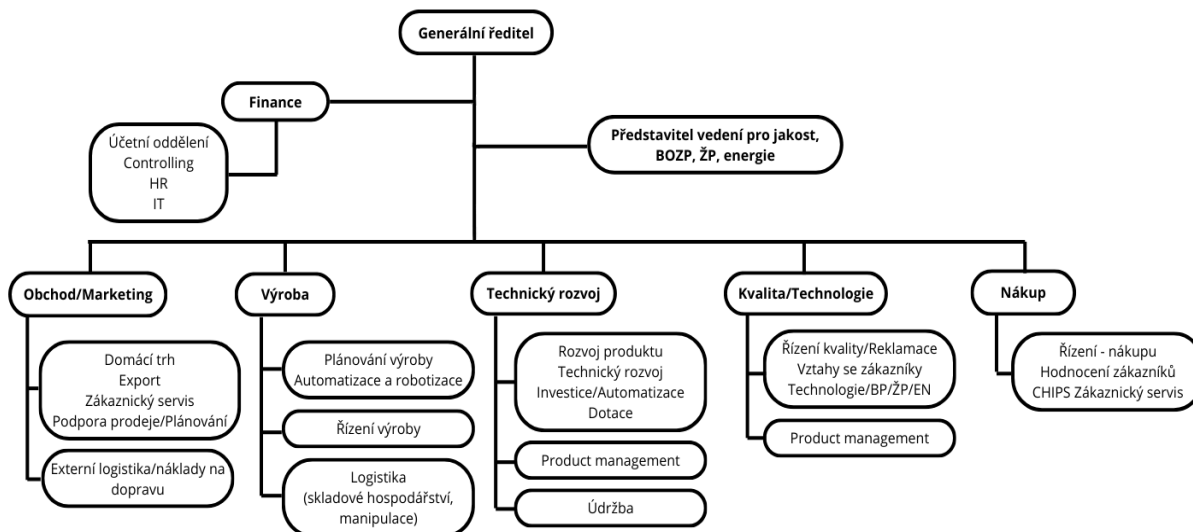 Generální ředitel
Finance
Účetní oddělení
Controlling
HR
IT
Představitel vedení pro jakost,
BOZP, ŽP, energie
Obchod/Marketing
Domácí trh
Export
Zákaznický servis
Podpora prodeje/Plánování
Externí logistika/náklady na
dopravu
Výroba
Plánování výroby
Automatizace a robotizace
Řízení výroby
Logistika
(skladové hospodářství,
manipulace)
Technický rozvoj
Rozvoj produktu
Technický rozvoj
Investice/Automatizace
Dotace
Product management
Údržba
Kvalita/Technologie
Řízení kvality/Reklamace
Vztahy se zákazníky
Technologie/BP/ŽP/EN
Product management
Nákup
Řízení - nákupu
Hodnocení zákazníků
CHIPS Zákaznický servis